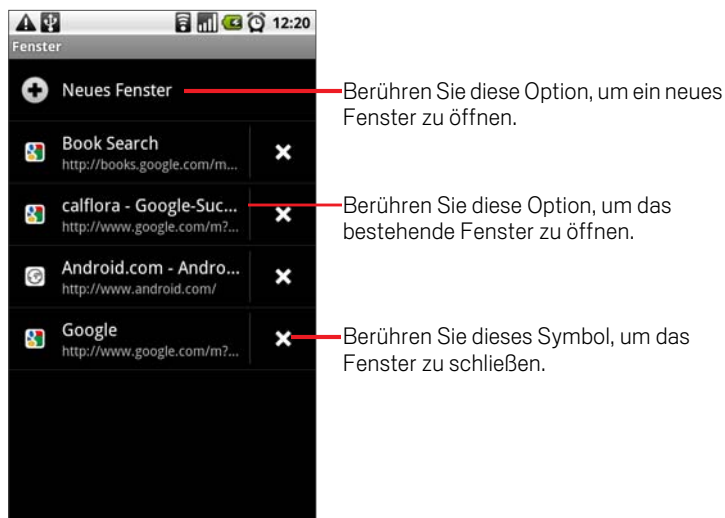 12:20
Fenster
Neues Fenster
Berühren Sie diese Option, um ein neues
Fenster zu öffnen.
Book Search
http://books.google.com/m...
calflora - Google-Suc...
http://www.google.com/m?...
Berühren Sie diese Option, um das
bestehende Fenster zu öffnen.
Android.com - Andro...
http://www.android.com/
Google
http://www.google.com/m?...
Berühren Sie dieses Symbol, um das
Fenster zu schließen.